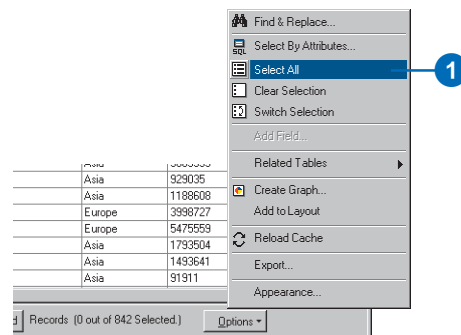 Find & Replace...
SQL Select By Attributes...
Select All
1
Clear Selection
Switch Selection
Add Field...
Related Tables
Create Graph...
Add to Layout
Reload Cache
Export...
Appearance...
Asia
Asia 929035
Asia 1188608
Europe 3998727
Europe 5475559
Asia 1793504
Asia 1493641
Asia 91911
Records (0 out of 842 Selected.) Options